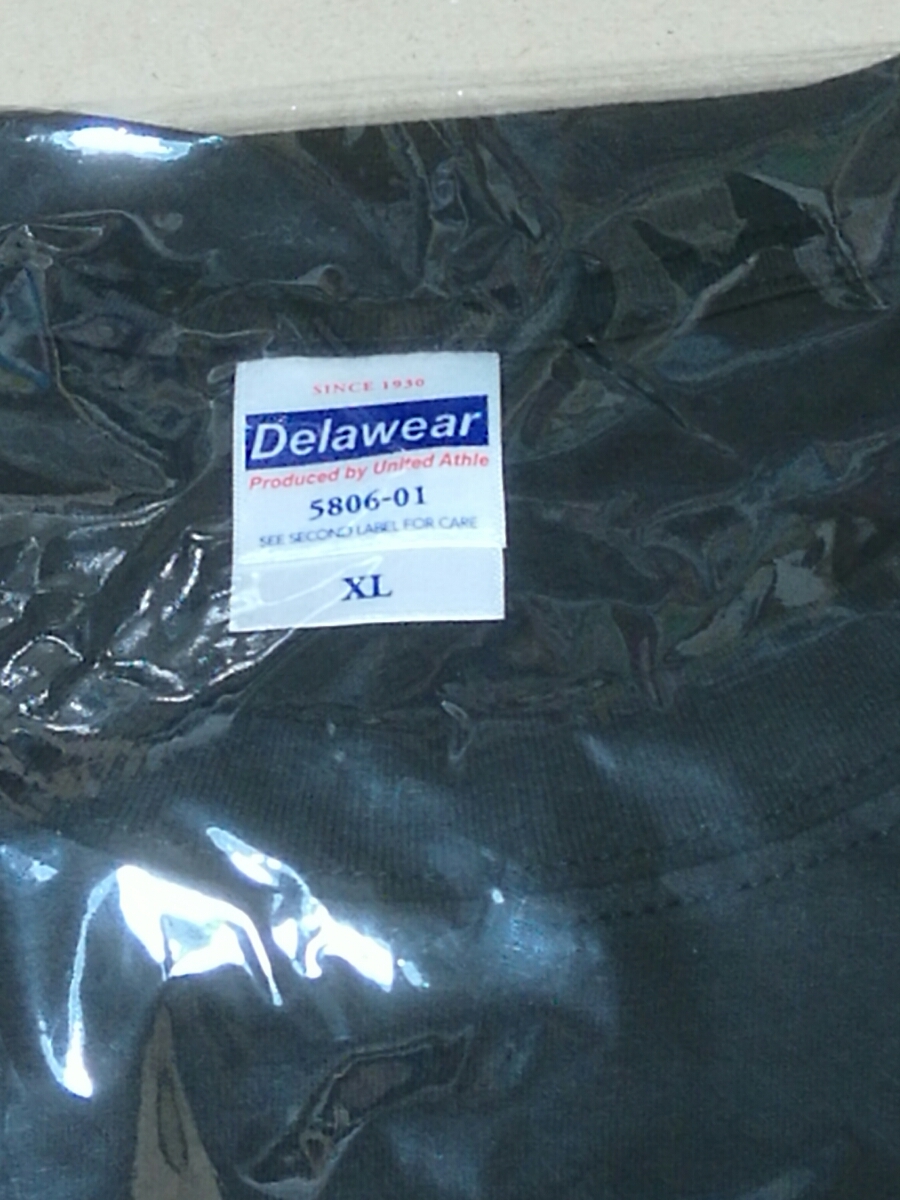 SINCE 1930
Delawear
Produced by United Athle
5806-01
SEE SECOND LABEL FOR CARE
XL